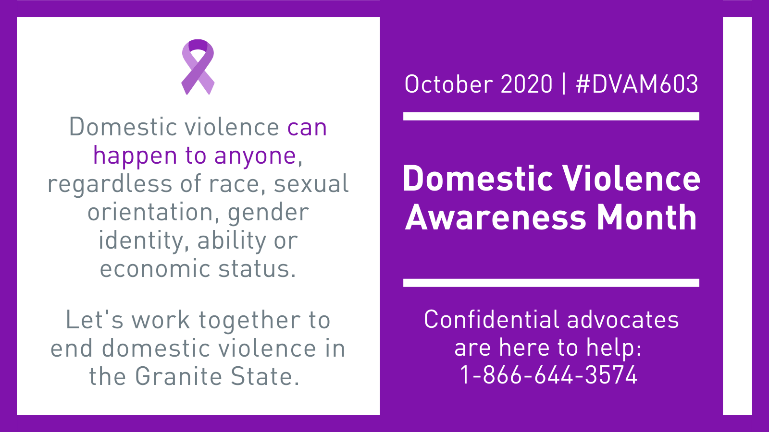 Domestic violence can
happen to anyone,
regardless of race, sexual
orientation, gender
identity, ability or
economic status.
Let's work together to
end domestic violence in
the Granite State.
October 2020 | #DVAM603
Domestic Violence
Awareness Month
Confidential advocates
are here to help:
1-866-644-3574